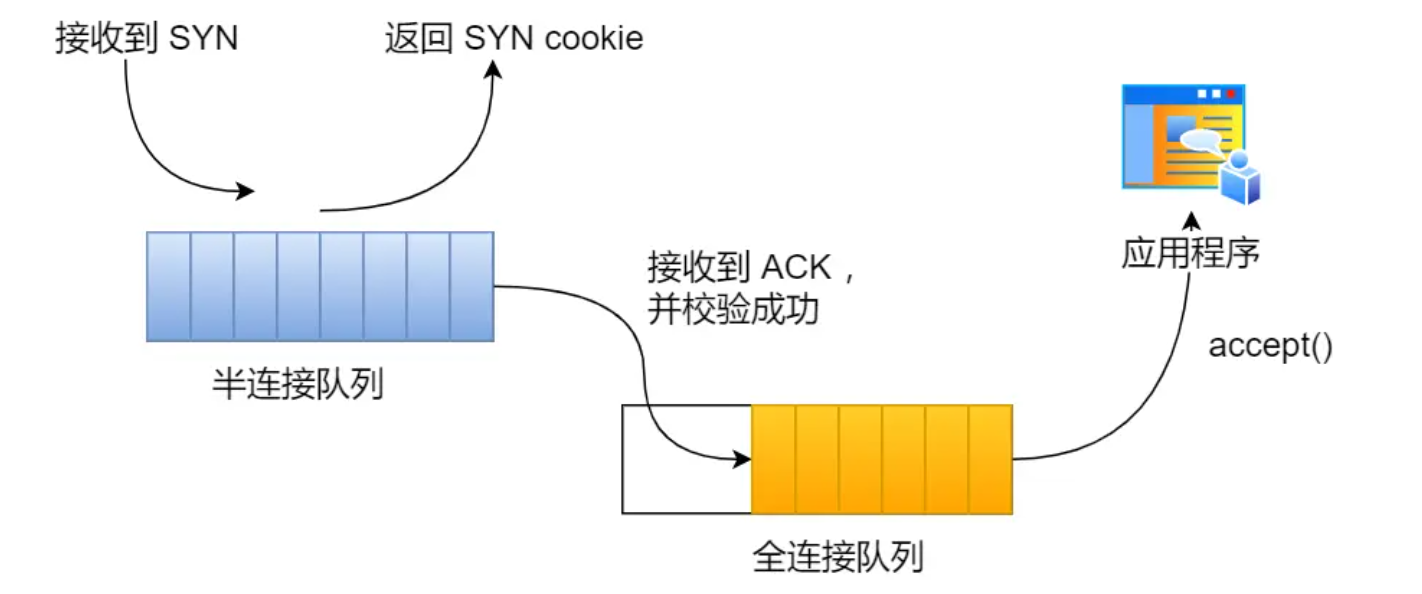 接收到 SYN
返回 SYN cookie
接收到 ACK，
并校验成功
应用程序
accept()
半连接队列
全连接队列